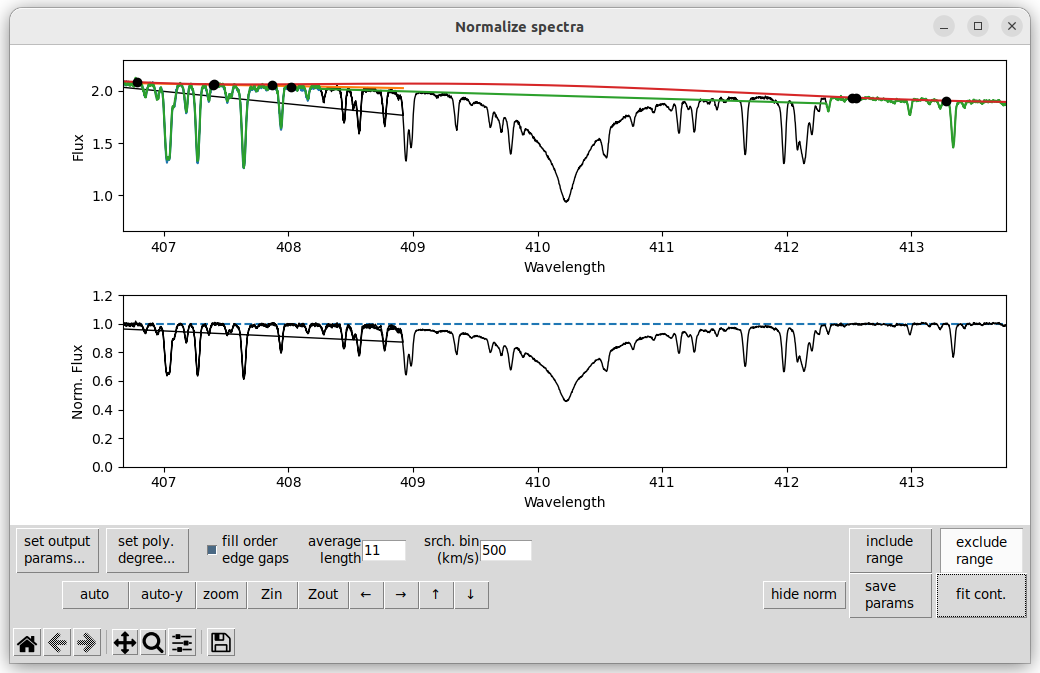 Normalize spectra
2.0
1.5
1.0
Flux
407 408 409 410 411 412 413
Wavelength
1.2
1.0
0.8
0.6
0.4
0.2
0.0
Norm. Flux
407 408 409 410 411 412 413
Wavelength
set output
params...
set poly.
degree...
fill order
edge gaps
average
length
11
srch. bin
(km/s)
500
include
range
exclude
range
auto
auto-y
zoom
Zin
Zout
←
→
↑
↓
hide norm
save
params
fit cont.